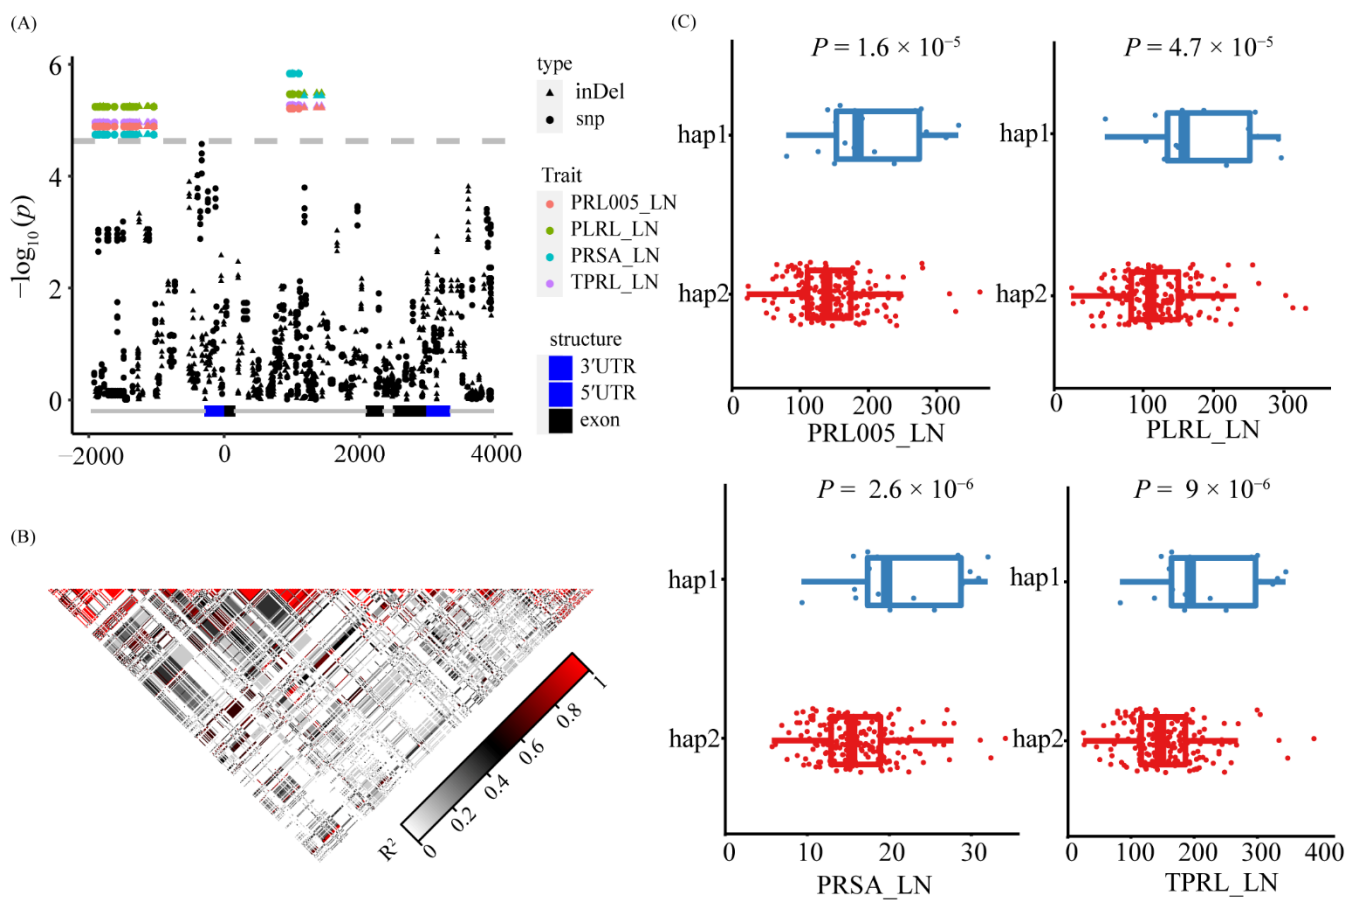 (A)
−log₁₀ (p)
6
4
2
0
−2000
0
2000
4000
type
inDel
snp
Trait
PRL005_LN
PLRL_LN
PRSA_LN
TPRL_LN
structure
3′UTR
5′UTR
exon
(B)
R²
0
0.2
0.4
0.6
0.8
1
(C)
P = 1.6 × 10⁻⁵
hap1
hap2
0
100
200
300
PRL005_LN
P = 4.7 × 10⁻⁵
hap1
hap2
0
100
200
300
PLRL_LN
P = 2.6 × 10⁻⁶
hap1
hap2
0
10
20
30
PRSA_LN
P = 9 × 10⁻⁶
hap1
hap2
0
100
200
300
400
TPRL_LN